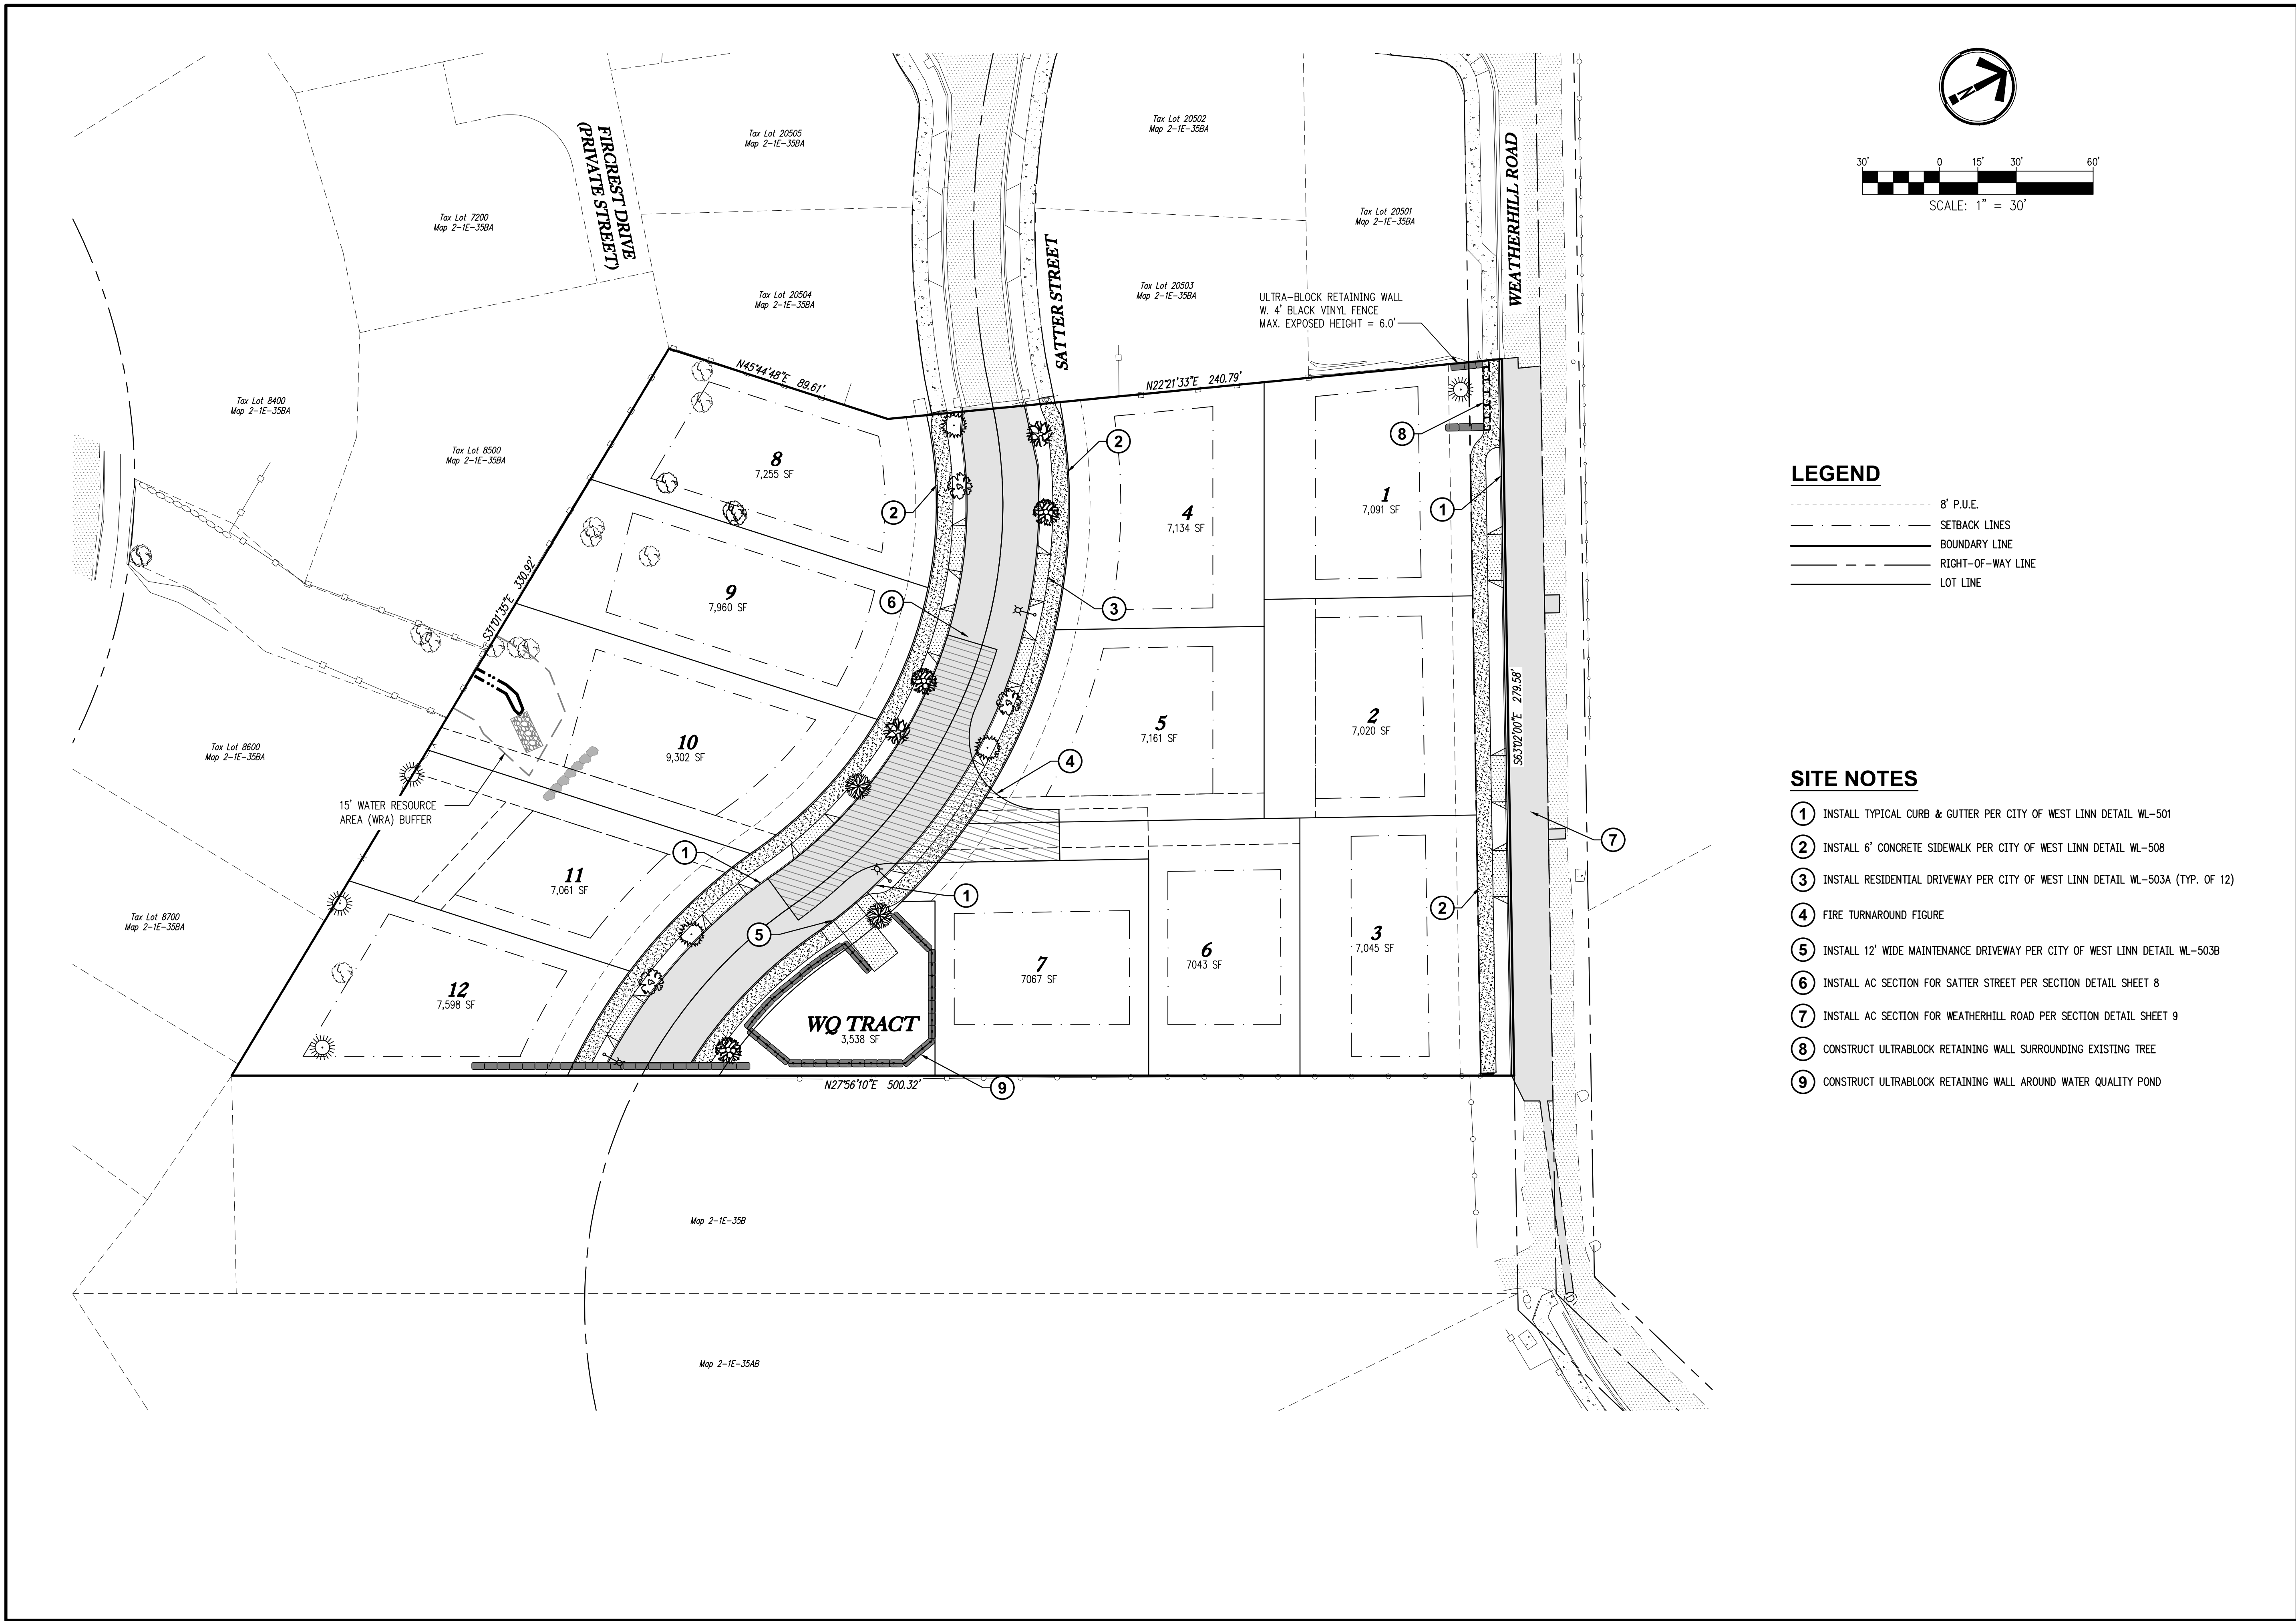 N
30' 0 15' 30' 60'
SCALE: 1" = 30'
FIRCREST DRIVE
(PRIVATE STREET)
Tax Lot 20505
Map 2-1E-35BA
Tax Lot 20502
Map 2-1E-35BA
WEATHERHILL ROAD
Tax Lot 7200
Map 2-1E-35BA
Tax Lot 20501
Map 2-1E-35BA
SATTER STREET
Tax Lot 20504
Map 2-1E-35BA
Tax Lot 20503
Map 2-1E-35BA
ULTRA-BLOCK RETAINING WALL
W. 4' BLACK VINYL FENCE
MAX. EXPOSED HEIGHT = 6.0'
N45°44'48"E 89.61'
N22°21'33"E 240.79'
Tax Lot 8400
Map 2-1E-35BA
Tax Lot 8500
Map 2-1E-35BA
8
7,255 SF
2
2
8
1
4
7,134 SF
1
7,091 SF
S31°01'35"E 330.92'
9
7,960 SF
6
3
S63°02'00"E 279.58'
10
9,302 SF
5
7,161 SF
2
7,020 SF
4
Tax Lot 8600
Map 2-1E-35BA
15' WATER RESOURCE
AREA (WRA) BUFFER
7
1
11
7,061 SF
1
2
Tax Lot 8700
Map 2-1E-35BA
5
12
7,598 SF
7
7067 SF
6
7043 SF
3
7,045 SF
WQ TRACT
3,538 SF
N27°56'10"E 500.32'
9
Map 2-1E-35B
Map 2-1E-35AB
LEGEND
8' P.U.E.
SETBACK LINES
BOUNDARY LINE
RIGHT-OF-WAY LINE
LOT LINE
SITE NOTES
1 INSTALL TYPICAL CURB & GUTTER PER CITY OF WEST LINN DETAIL WL-501
2 INSTALL 6' CONCRETE SIDEWALK PER CITY OF WEST LINN DETAIL WL-508
3 INSTALL RESIDENTIAL DRIVEWAY PER CITY OF WEST LINN DETAIL WL-503A (TYP. OF 12)
4 FIRE TURNAROUND FIGURE
5 INSTALL 12' WIDE MAINTENANCE DRIVEWAY PER CITY OF WEST LINN DETAIL WL-503B
6 INSTALL AC SECTION FOR SATTER STREET PER SECTION DETAIL SHEET 8
7 INSTALL AC SECTION FOR WEATHERHILL ROAD PER SECTION DETAIL SHEET 9
8 CONSTRUCT ULTRABLOCK RETAINING WALL SURROUNDING EXISTING TREE
9 CONSTRUCT ULTRABLOCK RETAINING WALL AROUND WATER QUALITY POND